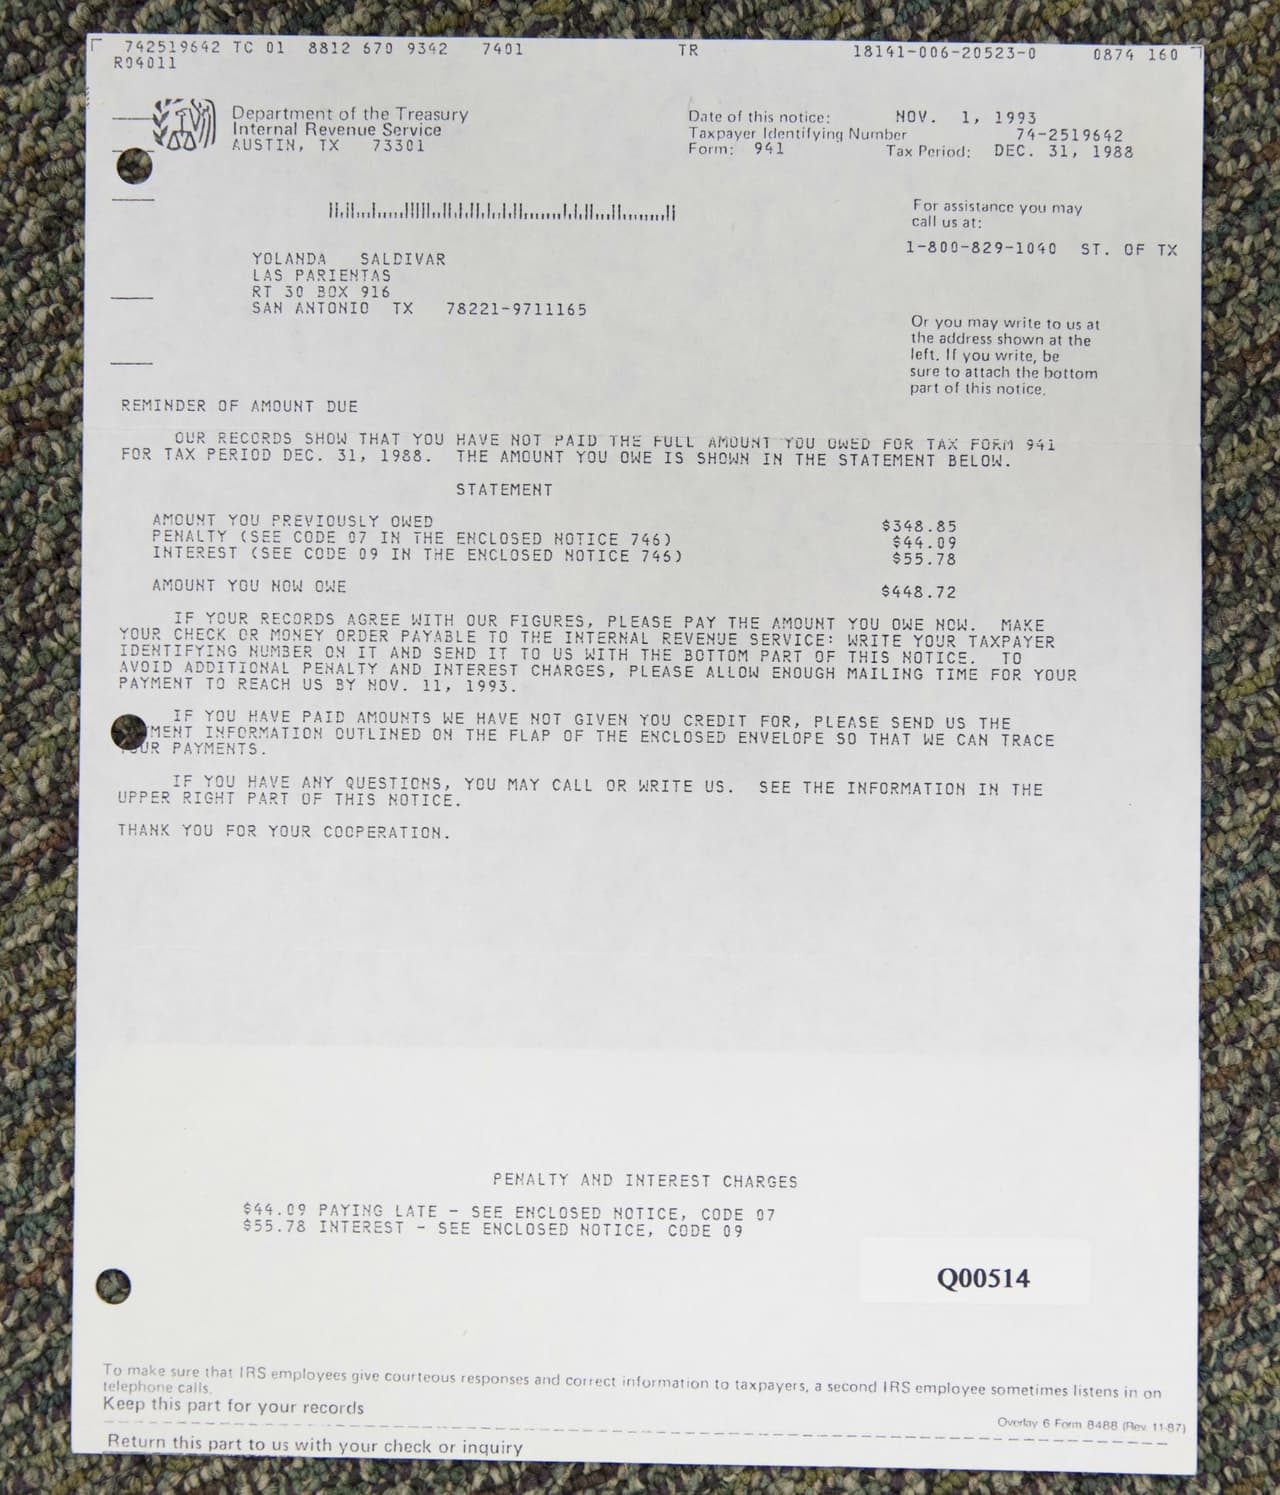 742519642 TC 01 8812 670 9342 7401 TR 18141-006-20523-0 0874 160
R04011
Department of the Treasury
Internal Revenue Service
AUSTIN, TX 73301
Date of this notice: NOV. 1, 1993
Taxpayer Identifying Number 74-2519642
Form: 941 Tax Period: DEC. 31, 1988
For assistance you may
call us at:
1-800-829-1040 ST. OF TX
YOLANDA SALDIVAR
LAS PARIENTAS
RT 30 BOX 916
SAN ANTONIO TX 78221-9711165
Or you may write to us at
the address shown at the
left. If you write, be
sure to attach the bottom
part of this notice.
REMINDER OF AMOUNT DUE
OUR RECORDS SHOW THAT YOU HAVE NOT PAID THE FULL AMOUNT YOU OWED FOR TAX FORM 941
FOR TAX PERIOD DEC. 31, 1988. THE AMOUNT YOU OWE IS SHOWN IN THE STATEMENT BELOW.
STATEMENT
AMOUNT YOU PREVIOUSLY OWED $348.85
PENALTY (SEE CODE 07 IN THE ENCLOSED NOTICE 746) $44.09
INTEREST (SEE CODE 09 IN THE ENCLOSED NOTICE 746) $55.78
AMOUNT YOU NOW OWE $448.72
IF YOUR RECORDS AGREE WITH OUR FIGURES, PLEASE PAY THE AMOUNT YOU OWE NOW. MAKE
YOUR CHECK OR MONEY ORDER PAYABLE TO THE INTERNAL REVENUE SERVICE: WRITE YOUR TAXPAYER
IDENTIFYING NUMBER ON IT AND SEND IT TO US WITH THE BOTTOM PART OF THIS NOTICE. TO
AVOID ADDITIONAL PENALTY AND INTEREST CHARGES, PLEASE ALLOW ENOUGH MAILING TIME FOR YOUR
PAYMENT TO REACH US BY NOV. 11, 1993.
IF YOU HAVE PAID AMOUNTS WE HAVE NOT GIVEN YOU CREDIT FOR, PLEASE SEND US THE
MENT INFORMATION OUTLINED ON THE FLAP OF THE ENCLOSED ENVELOPE SO THAT WE CAN TRACE
YOUR PAYMENTS.
IF YOU HAVE ANY QUESTIONS, YOU MAY CALL OR WRITE US. SEE THE INFORMATION IN THE
UPPER RIGHT PART OF THIS NOTICE.
THANK YOU FOR YOUR COOPERATION.
PENALTY AND INTEREST CHARGES
$44.09 PAYING LATE - SEE ENCLOSED NOTICE, CODE 07
$55.78 INTEREST - SEE ENCLOSED NOTICE, CODE 09
Q00514
To make sure that IRS employees give courteous responses and correct information to taxpayers, a second IRS employee sometimes listens in on
telephone calls.
Keep this part for your records
Overlay 6 Form 8488 (Rev. 11-87)
Return this part to us with your check or inquiry